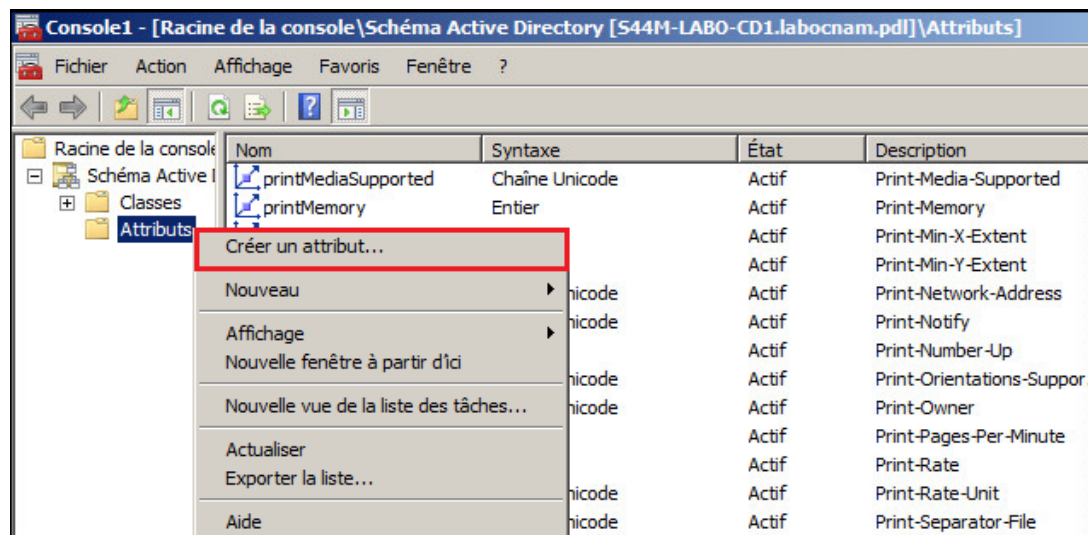 Console1 - [Racine de la console\Schéma Active Directory [S44M-LABO-CD1.labocnam.pdl]\Attributs]
Fichier Action Affichage Favoris Fenêtre ?
Racine de la console
Schéma Active
Classes
Attributs
Nom Syntaxe État Description
printMediaSupported Chaîne Unicode Actif Print-Media-Supported
printMemory Entier Actif Print-Memory
Actif Print-Min-X-Extent
Actif Print-Min-Y-Extent
nicode Actif Print-Network-Address
nicode Actif Print-Notify
Actif Print-Number-Up
nicode Actif Print-Orientations-Suppor
nicode Actif Print-Owner
Actif Print-Pages-Per-Minute
Actif Print-Rate
nicode Actif Print-Rate-Unit
nicode Actif Print-Separator-File
Créer un attribut...
Nouveau
Affichage
Nouvelle fenêtre à partir d'ici
Nouvelle vue de la liste des tâches...
Actualiser
Exporter la liste...
Aide